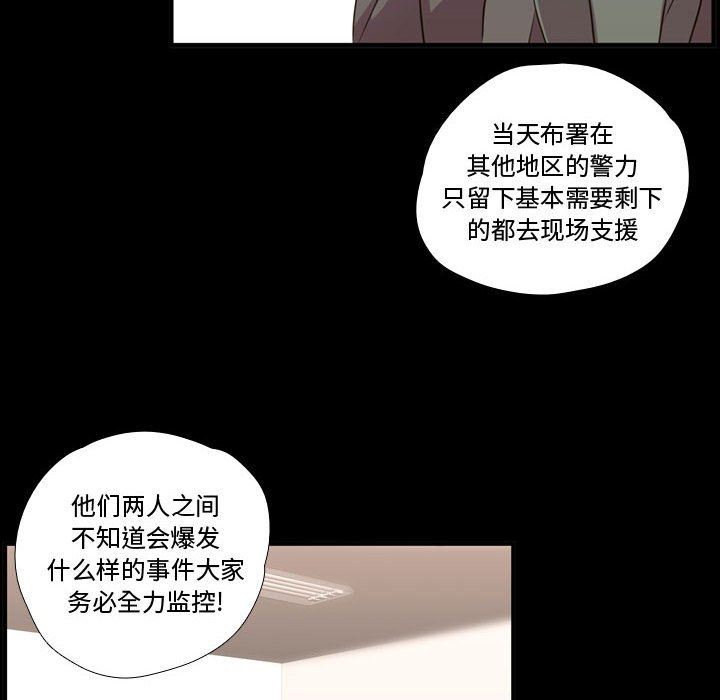 当天布署在
其他地区的警力
只留下基本需要剩下
的都去现场支援
他们两人之间
不知道会爆发
什么样的事件大家
务必全力监控!